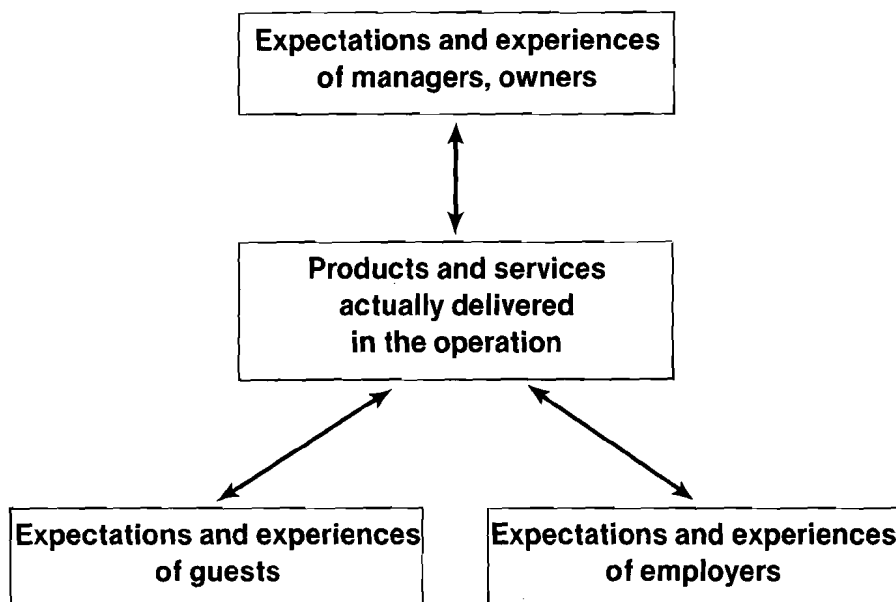 Expectations and experiences
of managers, owners
Products and services
actually delivered
in the operation
Expectations and experiences
of guests
Expectations and experiences
of employers